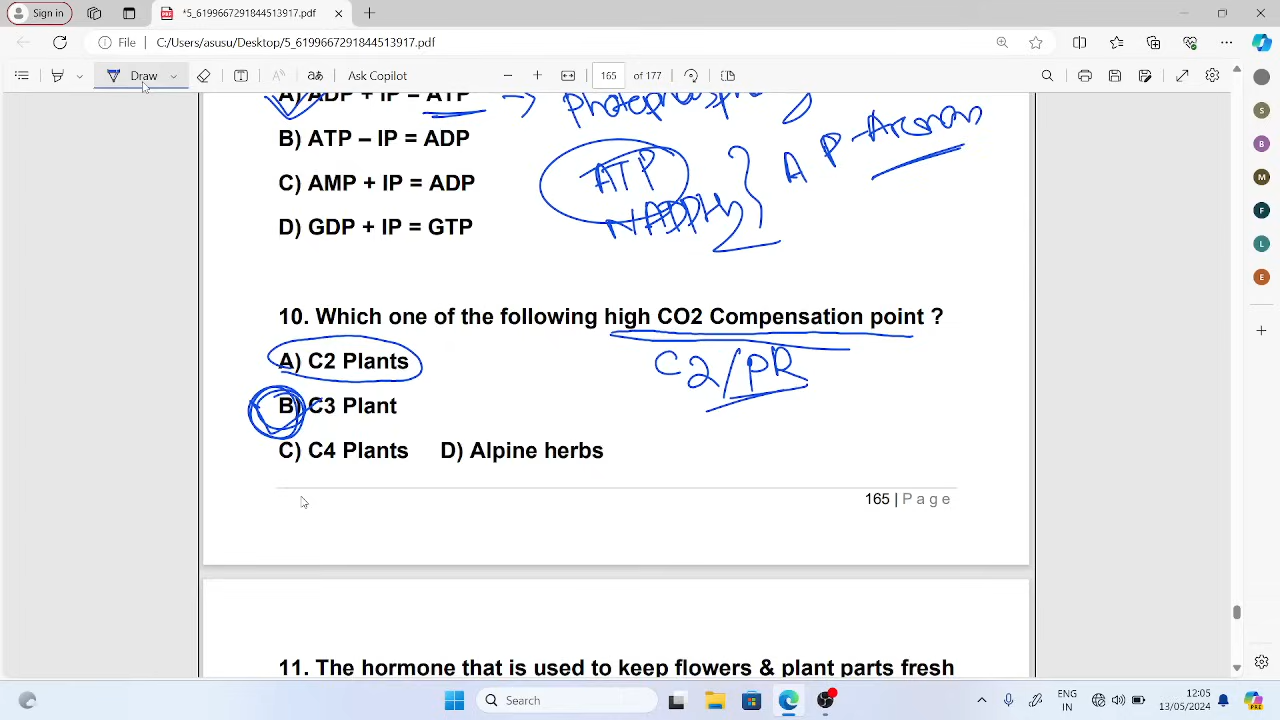 Sign in
*5_6199667291844513917.pdf
File
C:/Users/asusu/Desktop/5_6199667291844513917.pdf
Draw
Ask Copilot
165 of 177
A) ADP + IP = ATP
B) ATP – IP = ADP
C) AMP + IP = ADP
D) GDP + IP = GTP
ATP
10. Which one of the following high CO2 Compensation point ?
A) C2 Plants
C2/PR
B) C3 Plant
C) C4 Plants D) Alpine herbs
165 | P a g e
11. The hormone that is used to keep flowers & plant parts fresh
Search
ENG
IN
12:05
13/05/2024